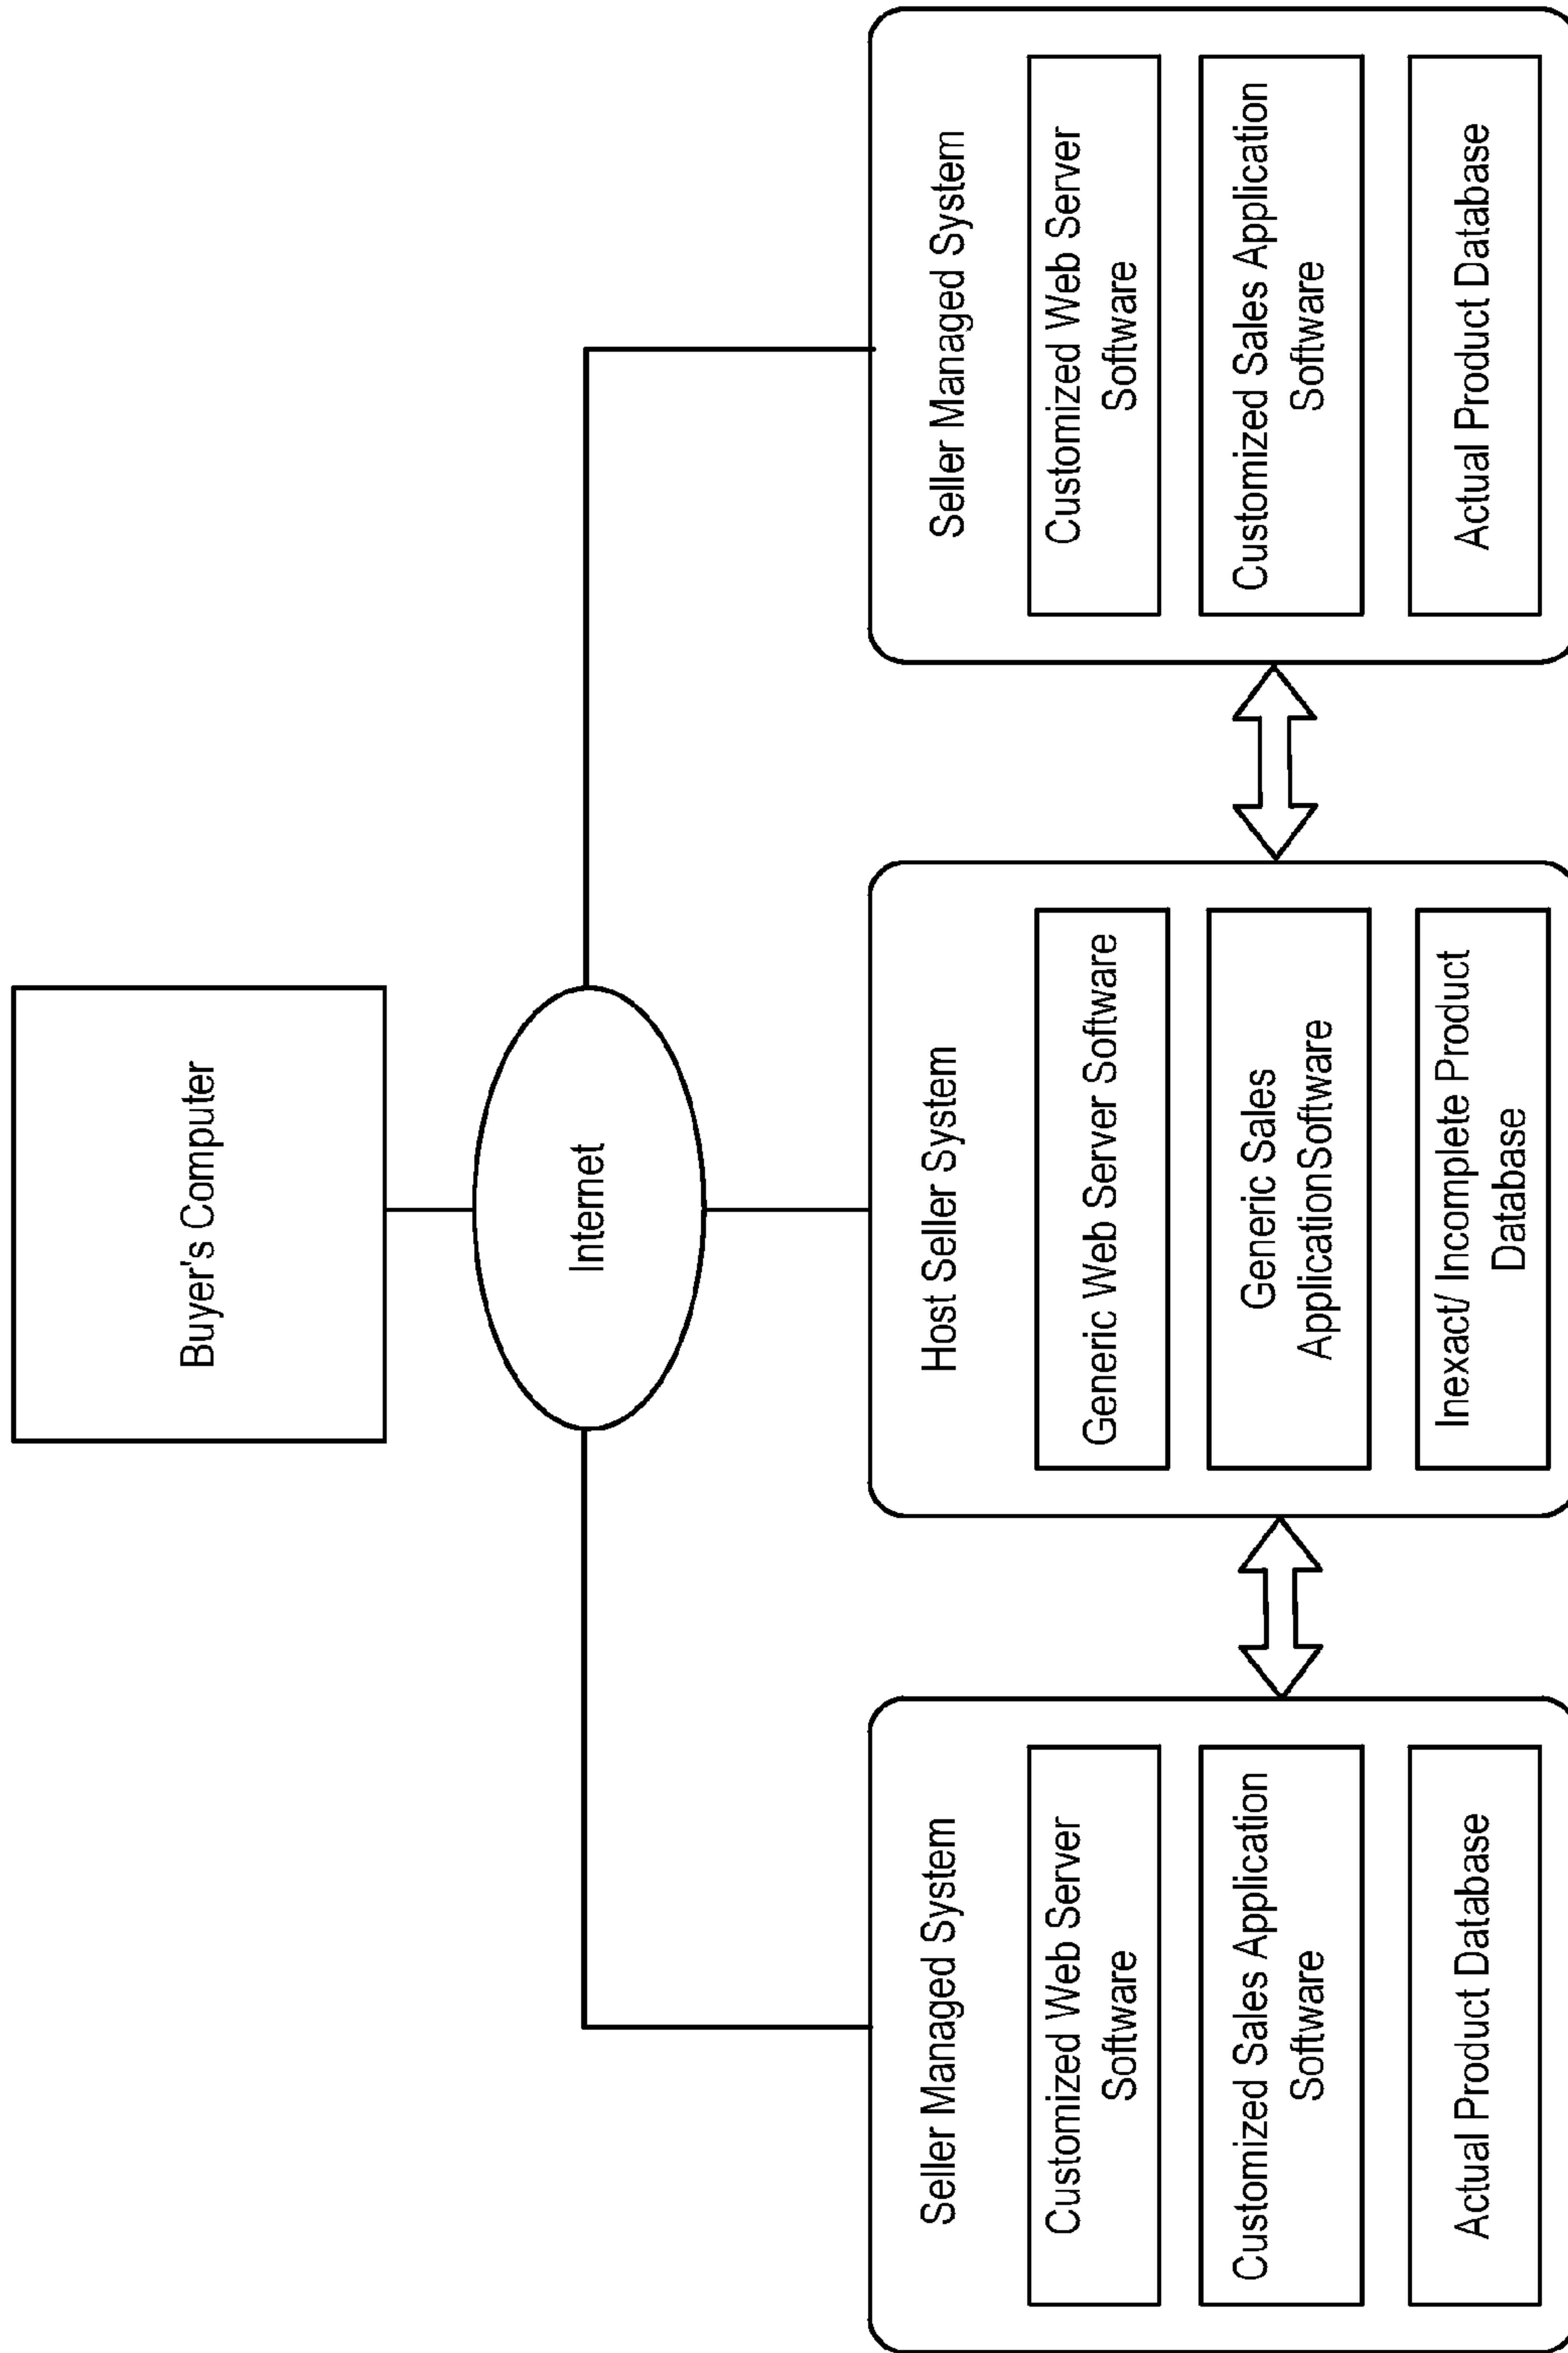 Buyer's Computer
Internet
Seller Managed System
Customized Web Server
Software
Customized Sales Application
Software
Actual Product Database
Host Seller System
Generic Web Server Software
Generic Sales
ApplicationSoftware
Inexact/ Incomplete Product
Database
Seller Managed System
Customized Web Server
Software
Customized Sales Application
Software
Actual Product Database